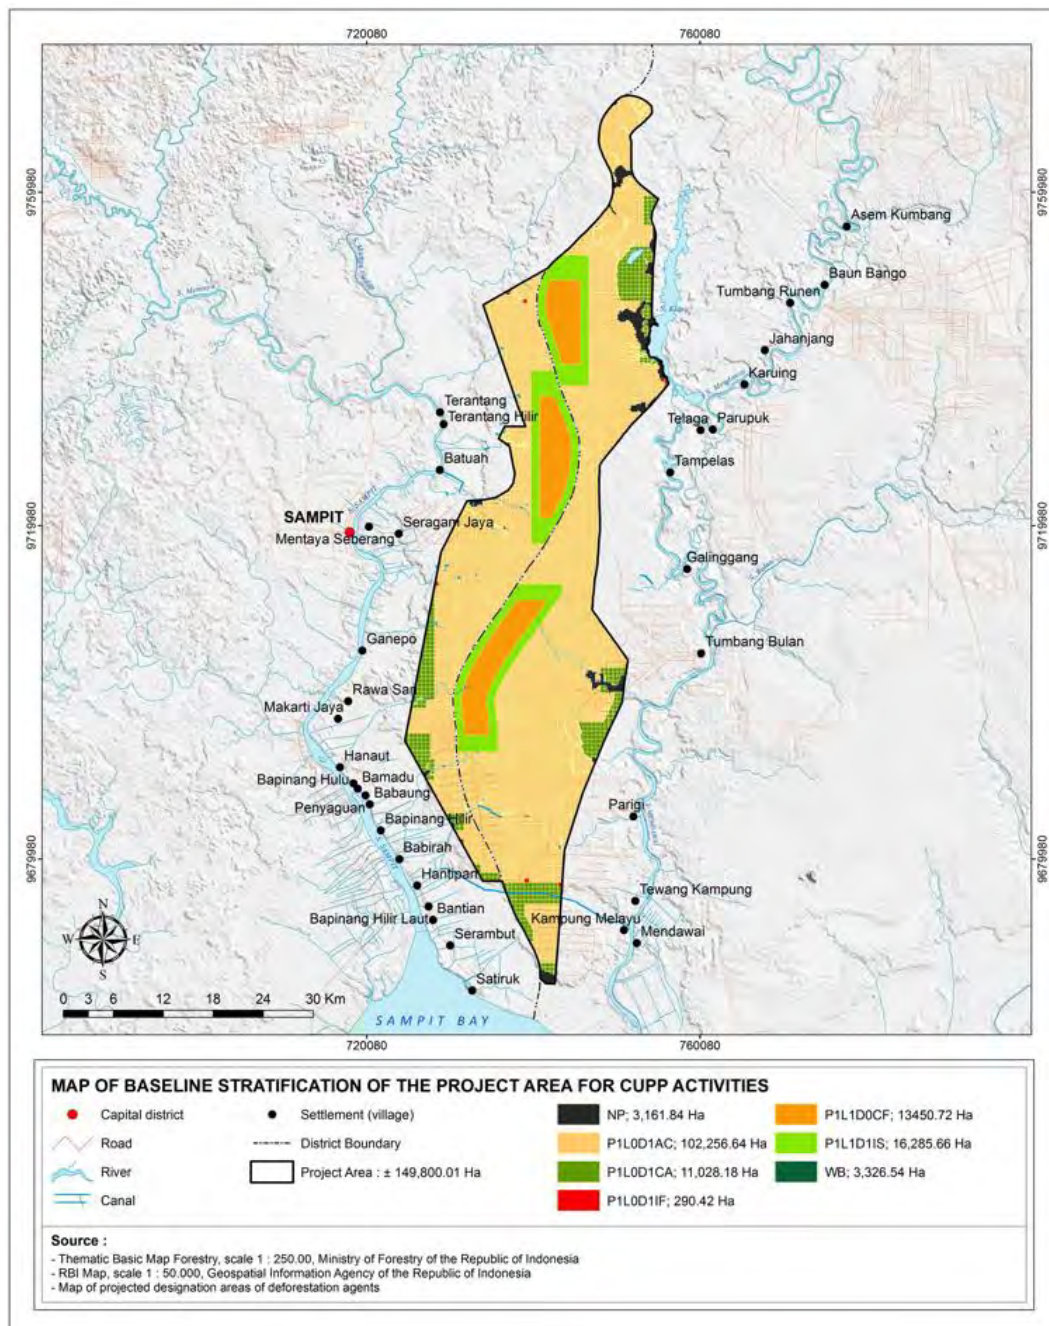 720080
760080
9759980
9759980
Asem Kumbang
Baun Bango
Tumbang Runen
S. Mentaya
Jahanjang
Karuing
Terantang
Terantang Hilir
Telaga
Parupuk
Batuah
Tampelas
S. SAMPIT
SAMPIT
Seragam Jaya
Mentaya Seberang
9719980
9719980
Galinggang
Ganepo
Tumbang Bulan
Rawa Sari
Makarti Jaya
Hanaut
Bapinang Hulu
Bamadu
Babaung
Penyaguan
Bapinang Hilir
Parigi
S. SAMPIT
Babirah
9679980
9679980
Hantipan
Tewang Kampung
Bantian
Bapinang Hilir Laut
Kampung Melayu
Mendawai
Serambut
Satiruk
N
W
E
S
0 3 6 12 18 24 30 Km
SAMPIT BAY
720080
760080
MAP OF BASELINE STRATIFICATION OF THE PROJECT AREA FOR CUPP ACTIVITIES
Capital district
Settlement (village)
NP; 3,161.84 Ha
P1L1D0CF; 13450.72 Ha
Road
District Boundary
P1L0D1AC; 102,256.64 Ha
P1L1D1IS; 16,285.66 Ha
River
Project Area : ± 149,800.01 Ha
P1L0D1CA; 11,028.18 Ha
WB; 3,326.54 Ha
Canal
P1L0D1IF; 290.42 Ha
Source :
- Thematic Basic Map Forestry, scale 1 : 250.00, Ministry of Forestry of the Republic of Indonesia
- RBI Map, scale 1 : 50.000, Geospatial Information Agency of the Republic of Indonesia
- Map of projected designation areas of deforestation agents